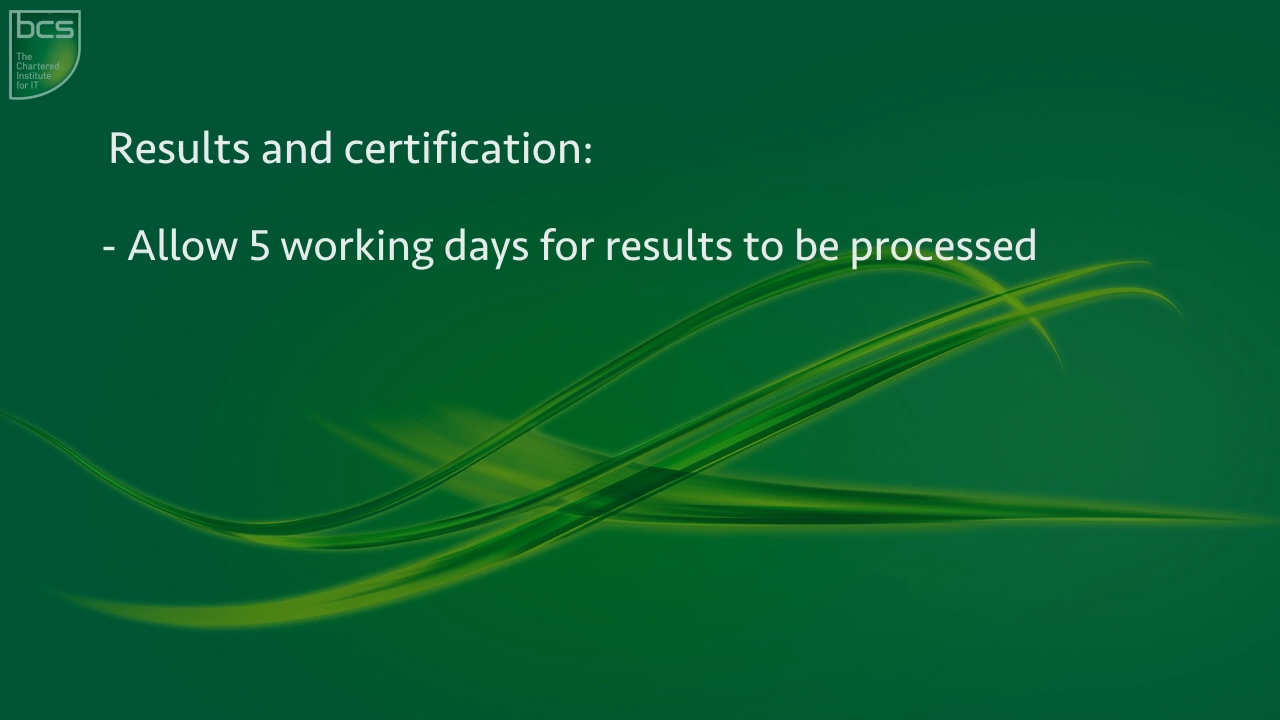 bcs
The
Chartered
Institute
for IT
Results and certification:
- Allow 5 working days for results to be processed